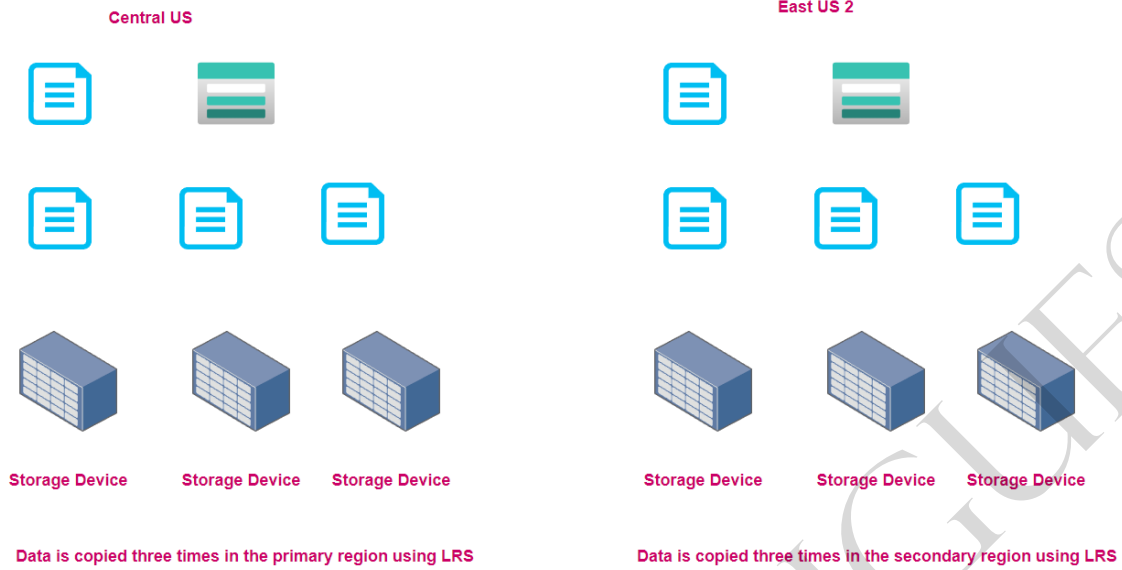 Central US
East US 2
Storage Device
Storage Device
Storage Device
Storage Device
Storage Device
Storage Device
Data is copied three times in the primary region using LRS
Data is copied three times in the secondary region using LRS